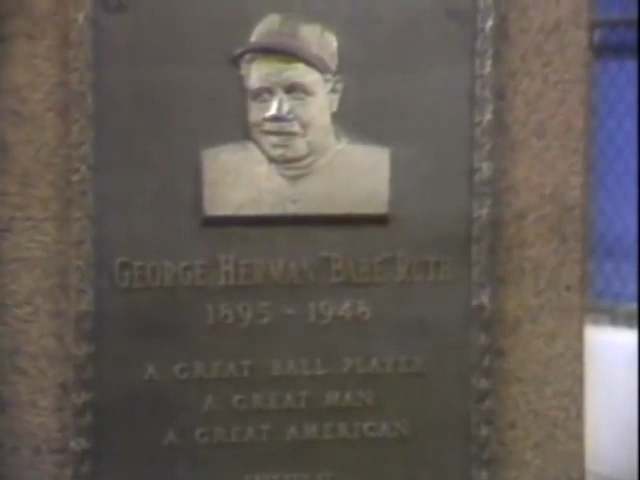 GEORGE HERMAN "BABE" RUTH
1895 - 1948
A GREAT BALL PLAYER
A GREAT MAN
A GREAT AMERICAN